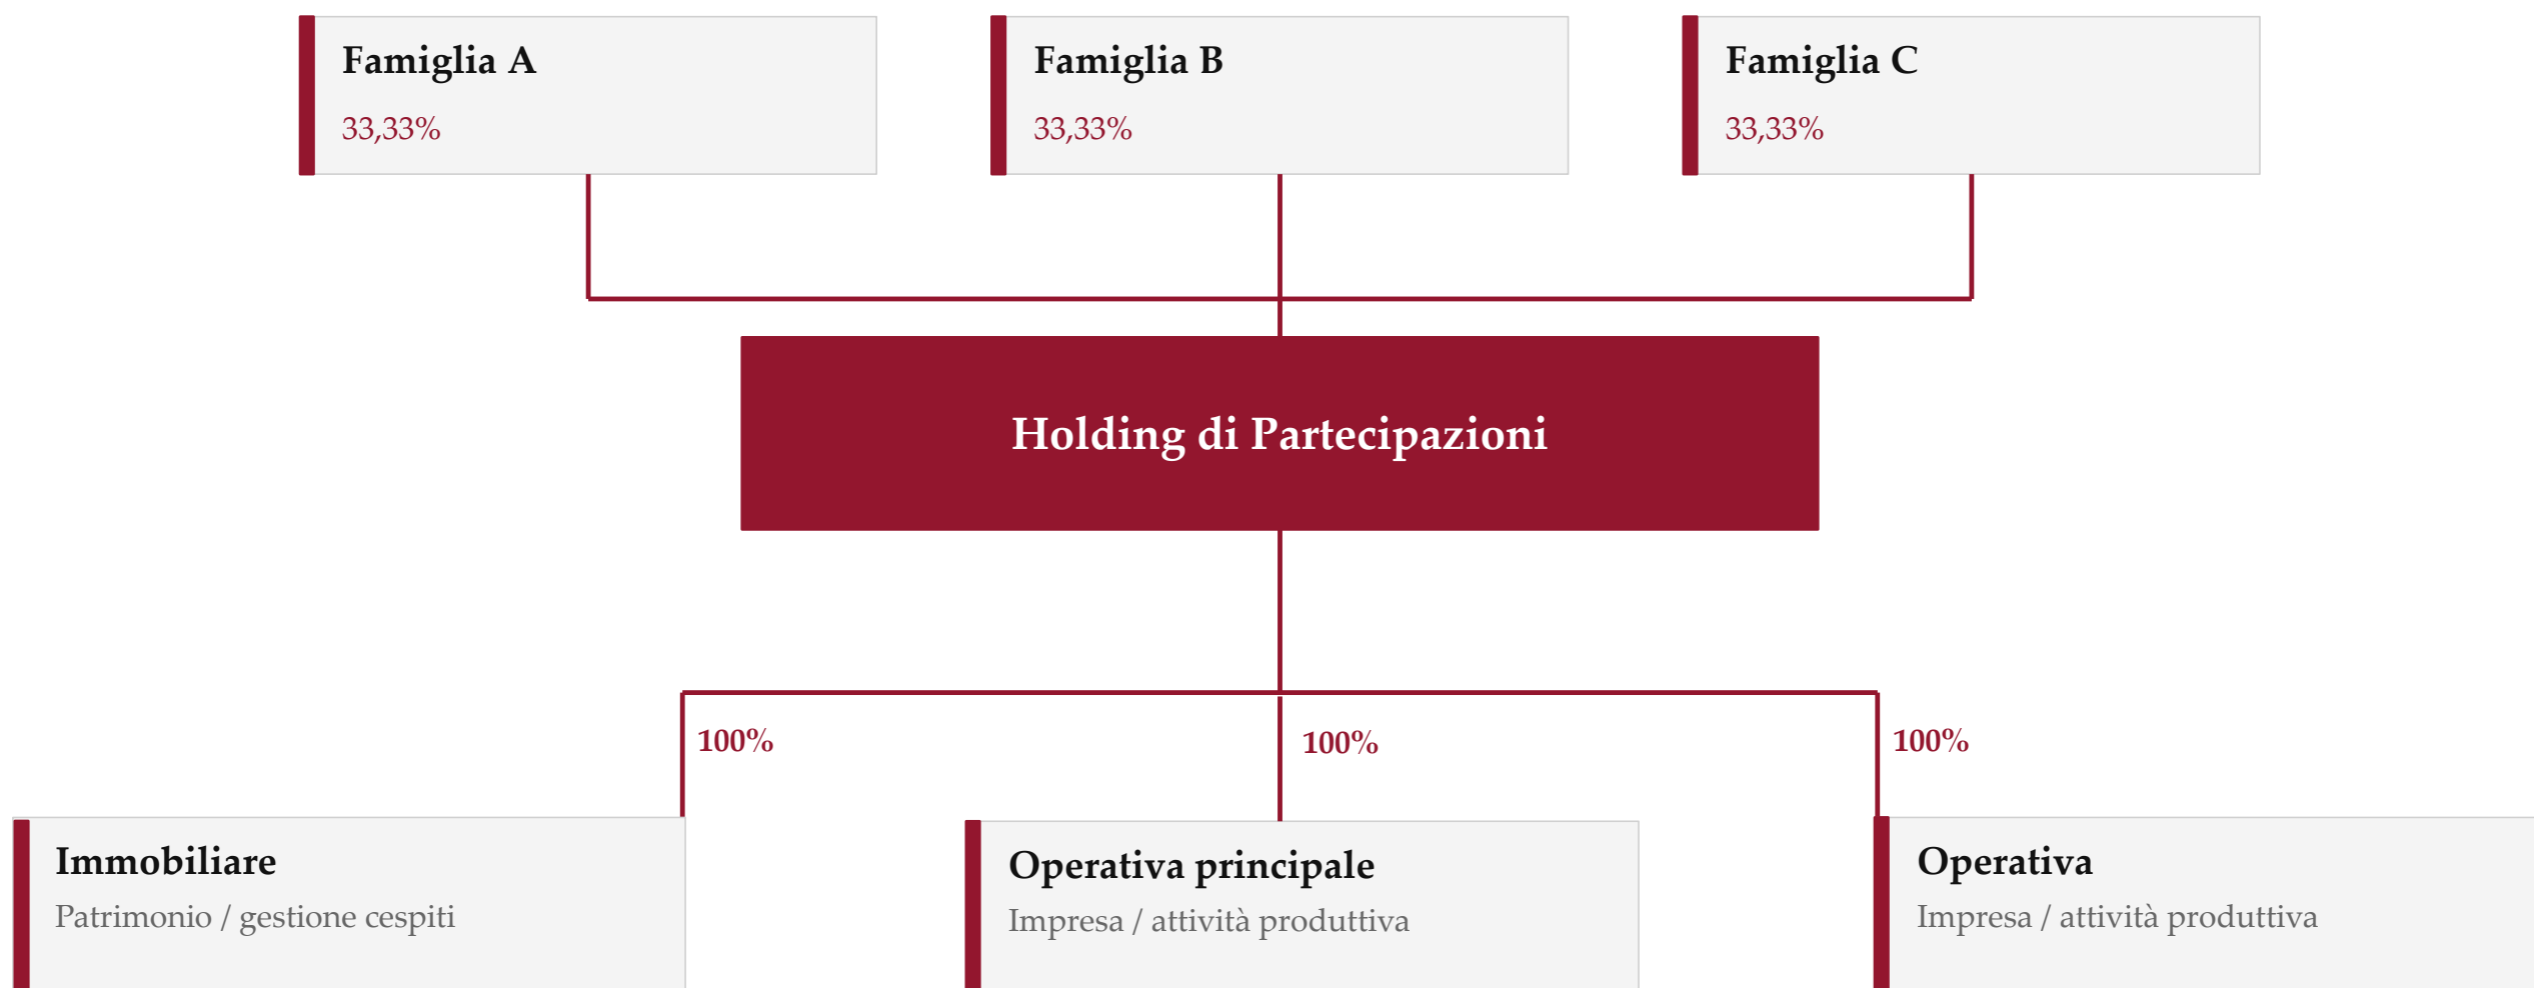 Famiglia A
33,33%
Famiglia B
33,33%
Famiglia C
33,33%
Holding di Partecipazioni
100%
100%
100%
Immobiliare
Patrimonio / gestione cespiti
Operativa principale
Impresa / attività produttiva
Operativa
Impresa / attività produttiva